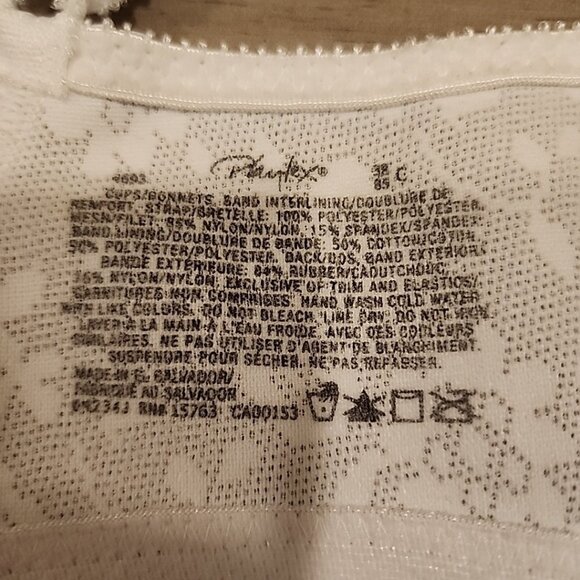 4693 Playtex® 38 85 C
CUPS/BONNETS, BAND INTERLINING/DOUBLURE DE
RENFORT, STRAP/BRETELLE: 100% POLYESTER/POLYESTER,
MESH/FILET: 85% NYLON/NYLON, 15% SPANDEX/SPANDEX
BAND LINING/DOUBLURE DE BANDE: 50% COTTON/COTON
50% POLYESTER/POLYESTER, BACK/DOS, BAND EXTERIOR/
BANDE EXTERIEURE: 84% RUBBER/CAOUTCHOUC,
16% NYLON/NYLON, EXCLUSIVE OF TRIM AND ELASTICS/
GARNITURES NON COMPRISES. HAND WASH COLD WATER
WITH LIKE COLORS. DO NOT BLEACH. LINE DRY. DO NOT
LAVER À LA MAIN À L'EAU FROIDE, AVEC DES COULEURS
SIMILAIRES. NE PAS UTILISER D'AGENT DE BLANCHIMENT.
SUSPENDRE POUR SÉCHER. NE PAS REPASSER.
MADE IN EL SALVADOR/
FABRIQUÉ AU SALVADOR
RN# 15763 CA00153